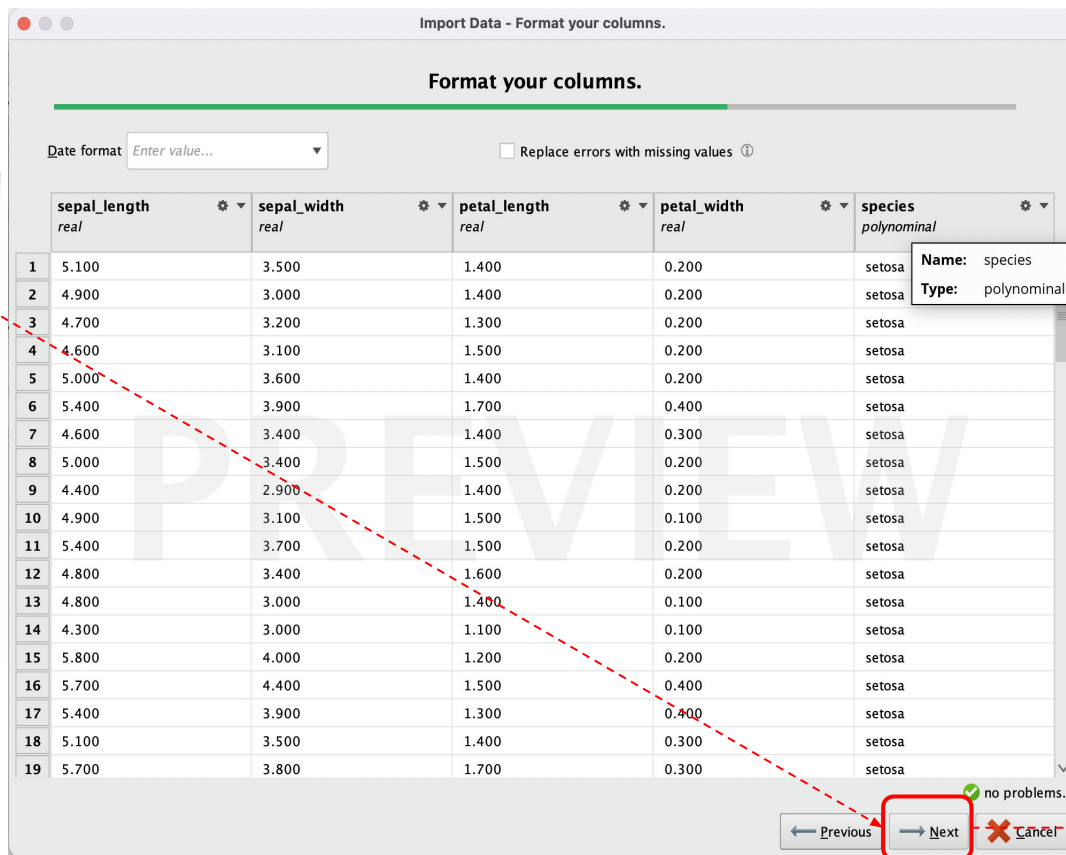 Import Data - Format your columns.
Format your columns.
Date format Enter value... Replace errors with missing values
sepal_length sepal_width petal_length petal_width species
real real real real polynominal
Name: species
Type: polynominal
1 5.100 3.500 1.400 0.200 setosa
2 4.900 3.000 1.400 0.200 setosa
3 4.700 3.200 1.300 0.200 setosa
4 4.600 3.100 1.500 0.200 setosa
5 5.000 3.600 1.400 0.200 setosa
6 5.400 3.900 1.700 0.400 setosa
7 4.600 3.400 1.400 0.300 setosa
8 5.000 3.400 1.500 0.200 setosa
9 4.400 2.900 1.400 0.200 setosa
10 4.900 3.100 1.500 0.100 setosa
11 5.400 3.700 1.500 0.200 setosa
12 4.800 3.400 1.600 0.200 setosa
13 4.800 3.000 1.400 0.100 setosa
14 4.300 3.000 1.100 0.100 setosa
15 5.800 4.000 1.200 0.200 setosa
16 5.700 4.400 1.500 0.400 setosa
17 5.400 3.900 1.300 0.400 setosa
18 5.100 3.500 1.400 0.300 setosa
19 5.700 3.800 1.700 0.300 setosa
PREVIEW
no problems.
Previous Next Cancel